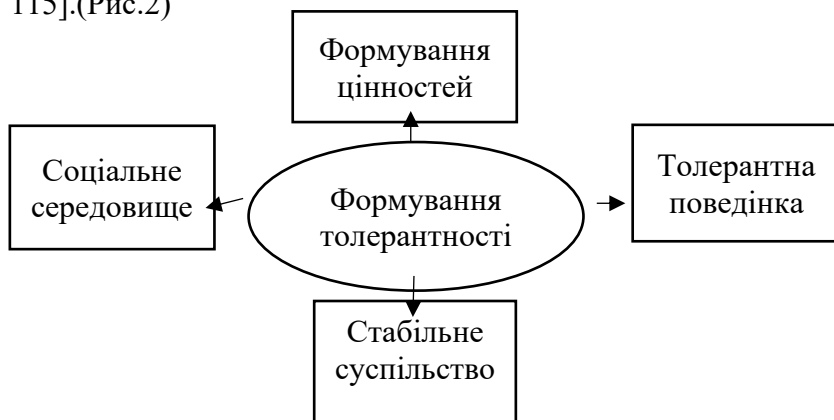 115].(Рис.2)
Формування
цінностей
Соціальне
середовище
Формування
толерантності
Толерантна
поведінка
Стабільне
суспільство